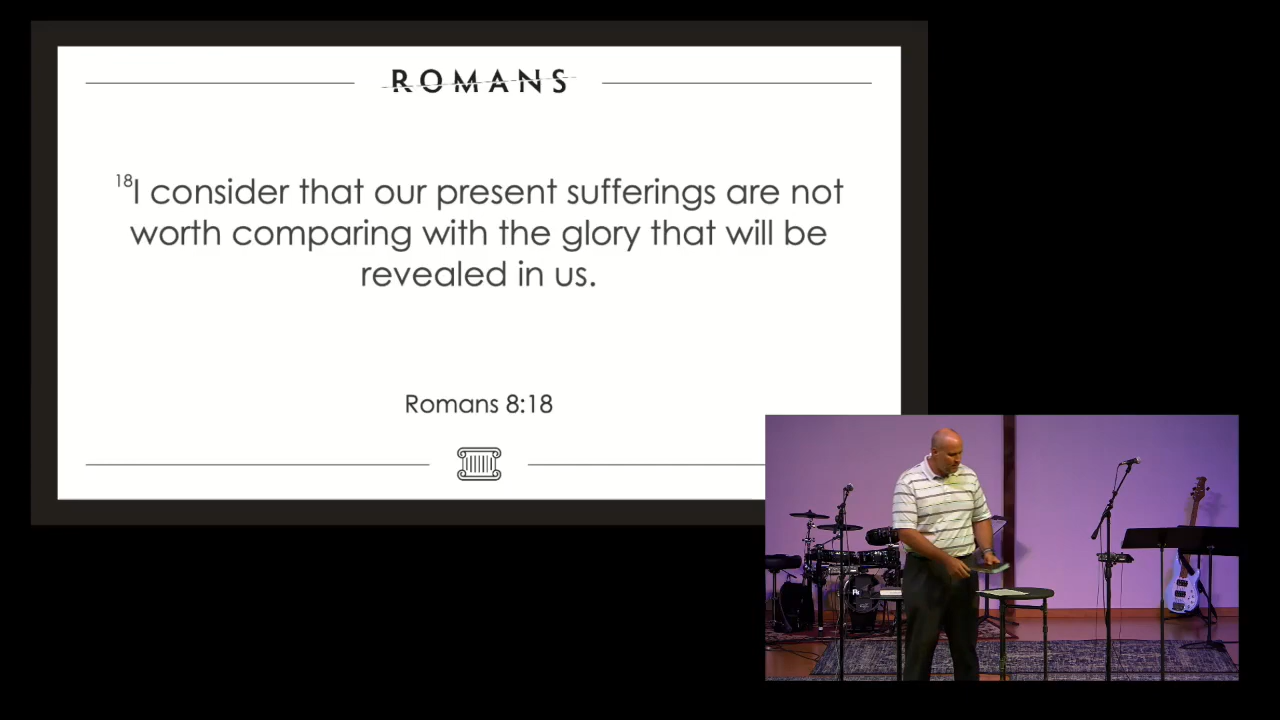 ROMANS
18I consider that our present sufferings are not
worth comparing with the glory that will be
revealed in us.
Romans 8:18